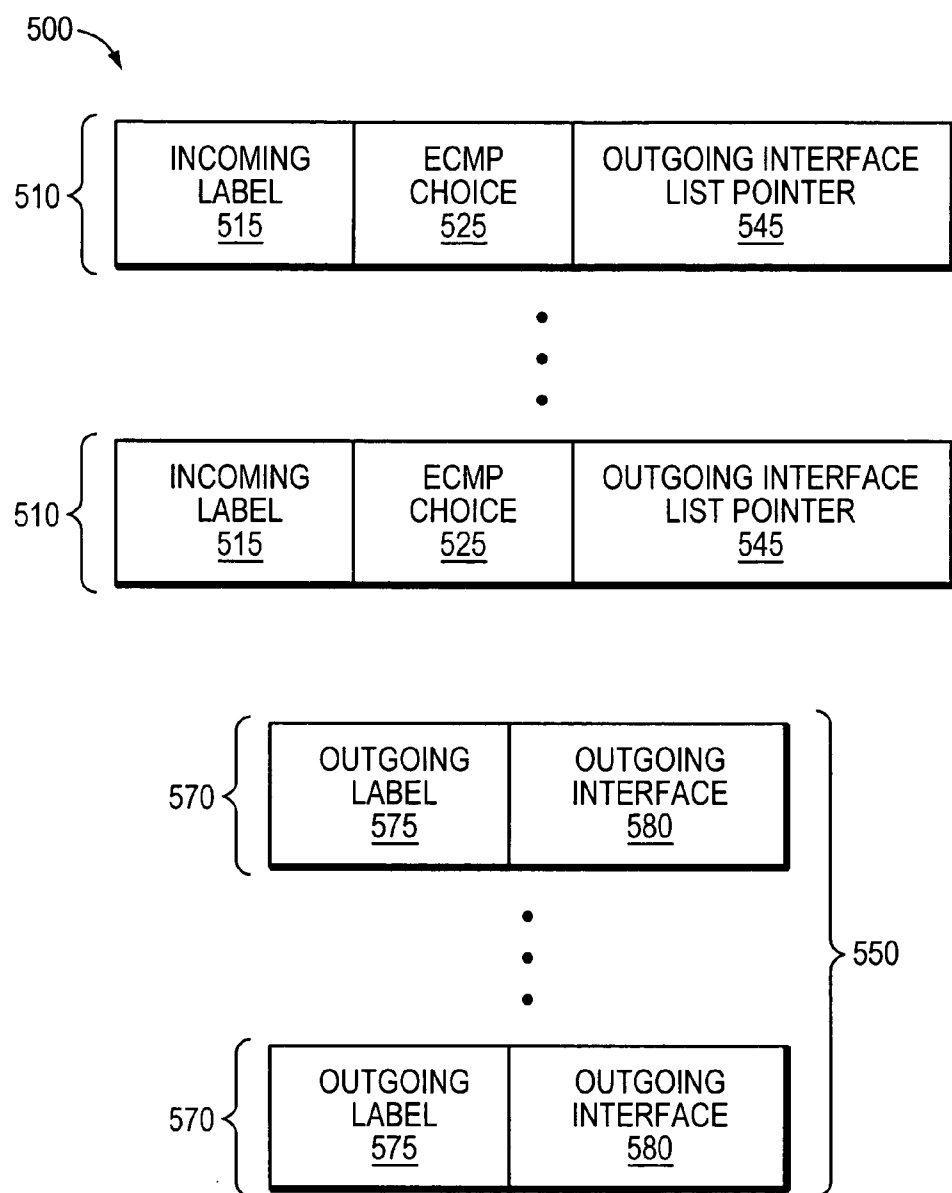 500
510
INCOMING LABEL 515
ECMP CHOICE 525
OUTGOING INTERFACE LIST POINTER 545
510
INCOMING LABEL 515
ECMP CHOICE 525
OUTGOING INTERFACE LIST POINTER 545
570
OUTGOING LABEL 575
OUTGOING INTERFACE 580
550
570
OUTGOING LABEL 575
OUTGOING INTERFACE 580